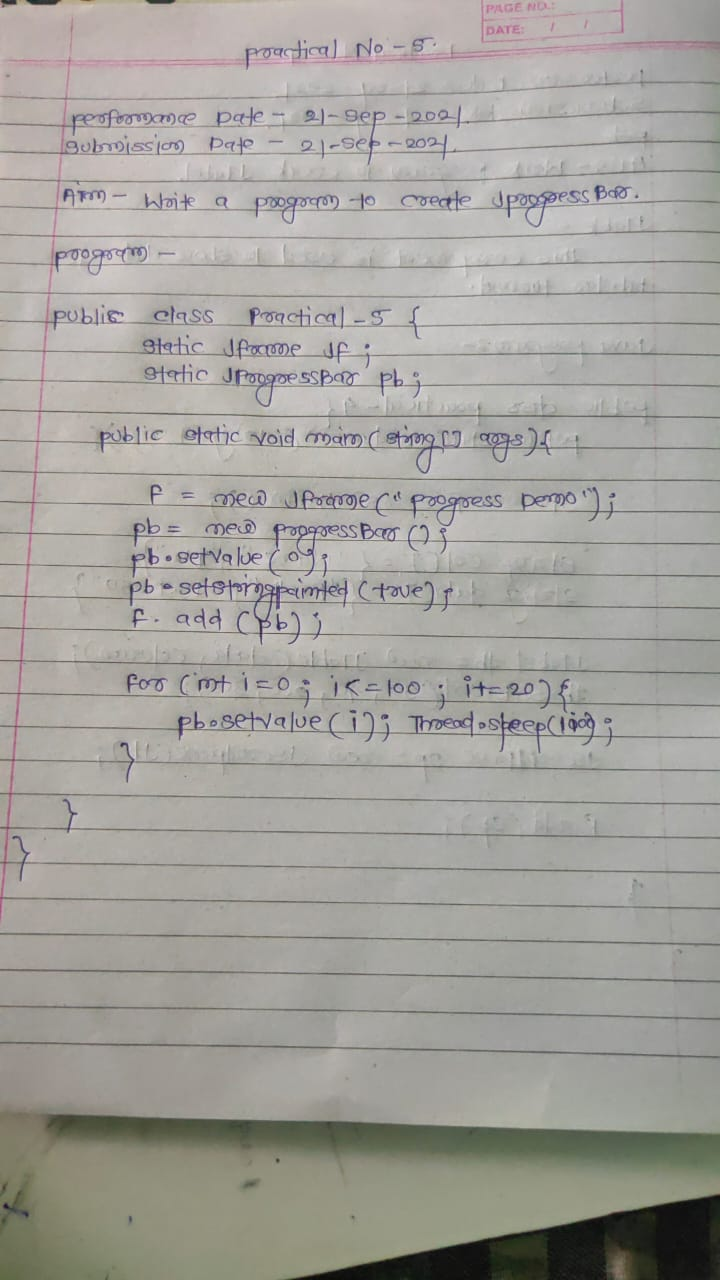 PAGE NO.:
DATE: / /
Practical No - 5.
performance Date - 21-Sep-2021.
Submission Date - 21-Sep-2021.
Aim - Write a program to create JprogressBar.
program -
public class Practical-5 {
static Jframe Jf ;
static JprogressBar pb ;
public static void main(string[] args){
f = new Jframe("progress Demo");
pb = new progressBar();
pb.setvalue(0);
pb.setstringpainted(true);
f. add (pb);
for (int i=0; i<=100 ; i+=20){
pb.setvalue(i); Thread.sleep(100);
}
}
}